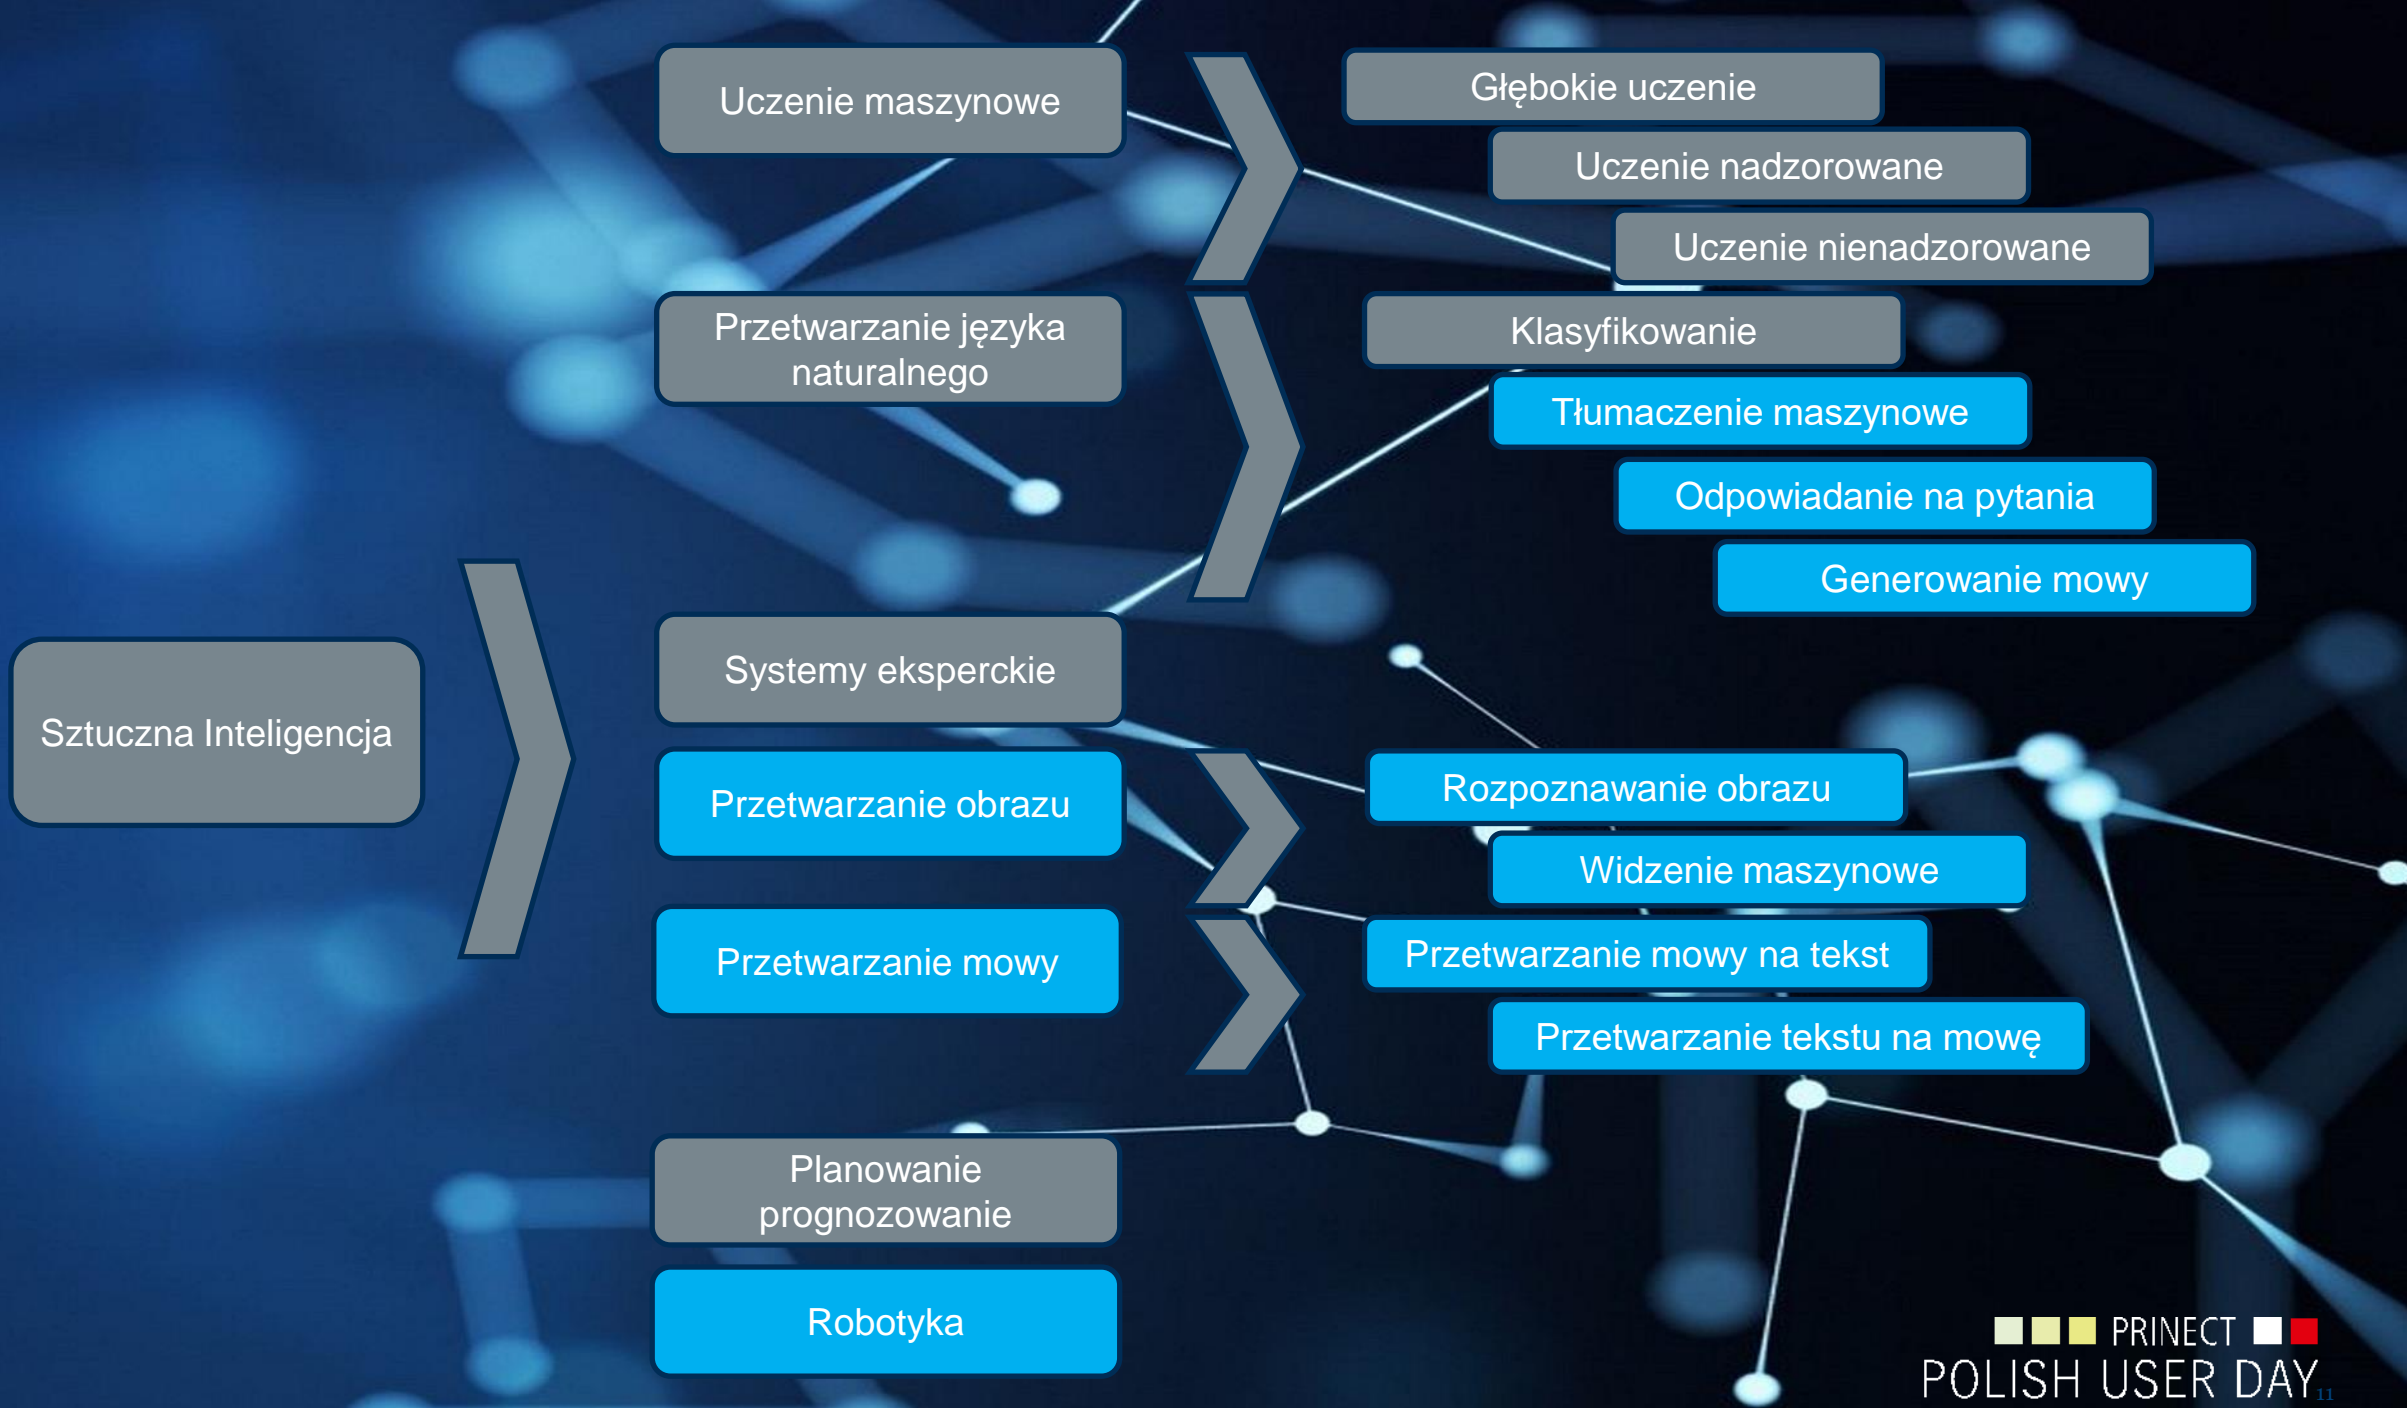 Uczenie maszynowe
Głębokie uczenie
Uczenie nadzorowane
Uczenie nienadzorowane
Przetwarzanie języka
naturalnego
Klasyfikowanie
Tłumaczenie maszynowe
Odpowiadanie na pytania
Generowanie mowy
Sztuczna Inteligencja
Systemy eksperckie
Przetwarzanie obrazu
Rozpoznawanie obrazu
Widzenie maszynowe
Przetwarzanie mowy
Przetwarzanie mowy na tekst
Przetwarzanie tekstu na mowę
Planowanie
prognozowanie
Robotyka
PRINECT
POLISH USER DAY
11